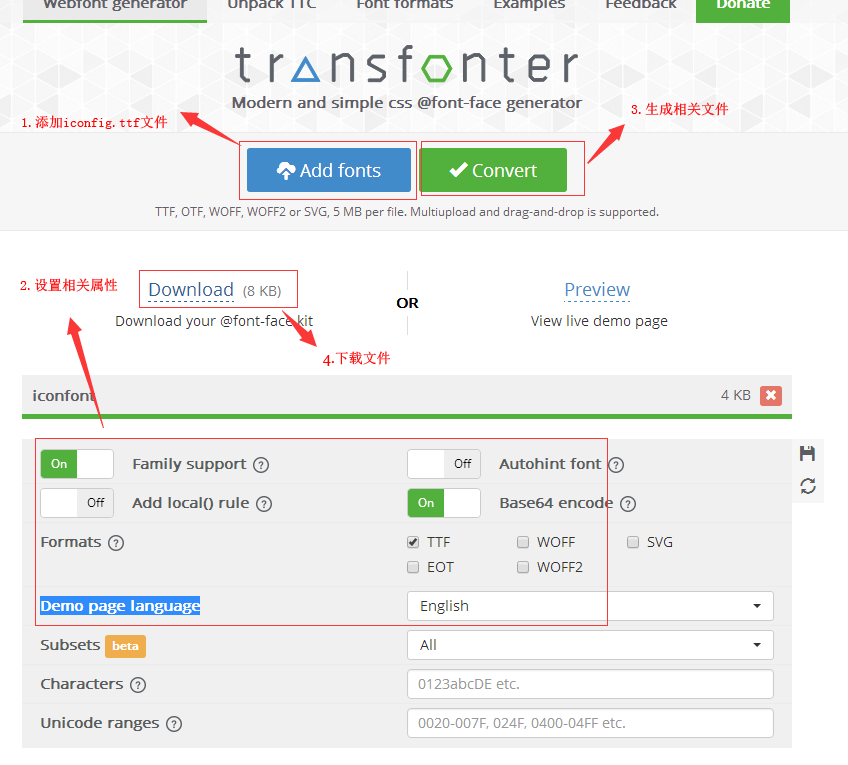 Webfont generator Unpack TTC Font formats Examples Feedback Donate
transfonter
Modern and simple css @font-face generator
1. 添加iconfig.ttf文件
3. 生成相关文件
Add fonts Convert
TTF, OTF, WOFF, WOFF2 or SVG, 5 MB per file. Multiupload and drag-and-drop is supported.
2. 设置相关属性
Download (8 KB) OR Preview
Download your @font-face kit View live demo page
4.下载文件
iconfont 4 KB
On Family support ? Off Autohint font ?
Off Add local() rule ? On Base64 encode ?
Formats ? TTF WOFF SVG
EOT WOFF2
Demo page language English
Subsets beta All
Characters ? 0123abcDE etc.
Unicode ranges ? 0020-007F, 024F, 0400-04FF etc.